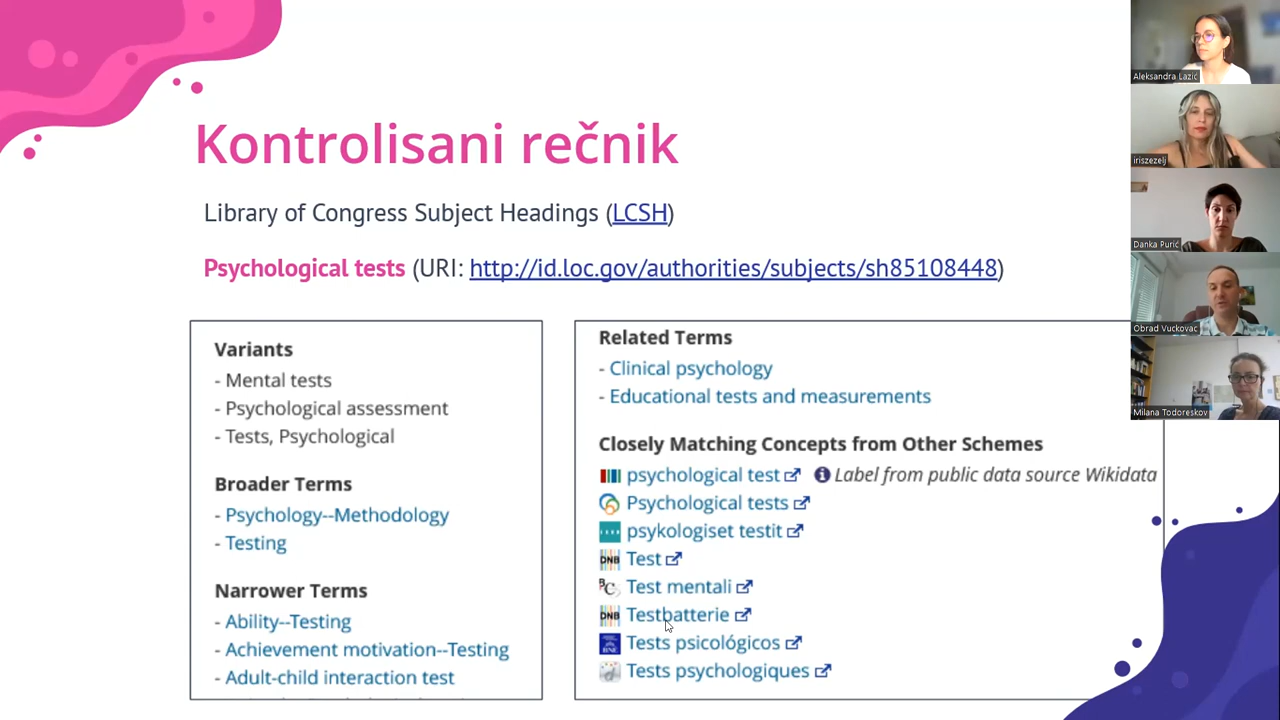 Kontrolisani rečnik
Library of Congress Subject Headings (LCSH)
Psychological tests (URI: http://id.loc.gov/authorities/subjects/sh85108448)
Variants
- Mental tests
- Psychological assessment
- Tests, Psychological
Broader Terms
- Psychology--Methodology
- Testing
Narrower Terms
- Ability--Testing
- Achievement motivation--Testing
- Adult-child interaction test
Related Terms
- Clinical psychology
- Educational tests and measurements
Closely Matching Concepts from Other Schemes
psychological test Label from public data source Wikidata
Psychological tests
psykologiset testit
DNB Test
Test mentali
DNB Testbatterie
BNE Tests psicológicos
Tests psychologiques
Aleksandra Lazić
iriszezelj
Danka Purić
Obrad Vuckovac
Milana Todoreskov